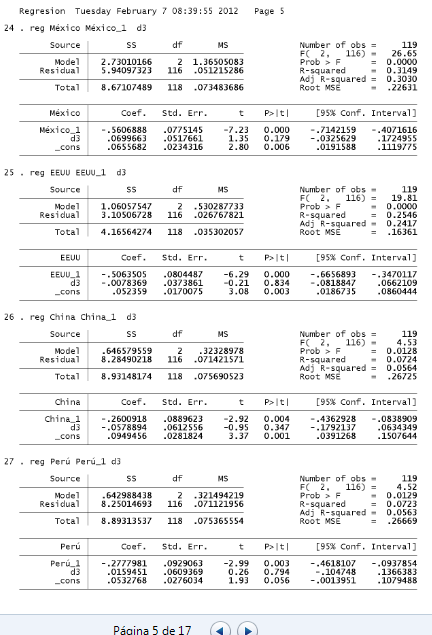 Regresion Tuesday February 7 08:39:55 2012 Page 5
24 . reg México México_1 d3
Source SS df MS Number of obs = 119
F( 2, 116) = 26.65
Model 2.73010166 2 1.36505083 Prob > F = 0.0000
Residual 5.94097323 116 .051215286 R-squared = 0.3149
Adj R-squared = 0.3030
Total 8.67107489 118 .073483686 Root MSE = .22631
México Coef. Std. Err. t P>|t| [95% Conf. Interval]
México_1 -.5606888 .0775145 -7.23 0.000 -.7142159 -.4071616
d3 .0699663 .0517661 1.35 0.179 -.0325629 .1724955
_cons .0655682 .0234316 2.80 0.006 .0191588 .1119775
25 . reg EEUU EEUU_1 d3
Source SS df MS Number of obs = 119
F( 2, 116) = 19.81
Model 1.06057547 2 .530287733 Prob > F = 0.0000
Residual 3.10506728 116 .026767821 R-squared = 0.2546
Adj R-squared = 0.2417
Total 4.16564274 118 .035302057 Root MSE = .16361
EEUU Coef. Std. Err. t P>|t| [95% Conf. Interval]
EEUU_1 -.5063505 .0804487 -6.29 0.000 -.6656893 -.3470117
d3 -.0078369 .0373861 -0.21 0.834 -.0818847 .0662109
_cons .052359 .0170075 3.08 0.003 .0186735 .0860444
26 . reg China China_1 d3
Source SS df MS Number of obs = 119
F( 2, 116) = 4.53
Model .646579559 2 .32328978 Prob > F = 0.0128
Residual 8.28490218 116 .071421571 R-squared = 0.0724
Adj R-squared = 0.0564
Total 8.93148174 118 .075690523 Root MSE = .26725
China Coef. Std. Err. t P>|t| [95% Conf. Interval]
China_1 -.2600918 .0889623 -2.92 0.004 -.4362928 -.0838909
d3 -.0578894 .0612556 -0.95 0.347 -.1792137 .0634349
_cons .0949456 .0281824 3.37 0.001 .0391268 .1507644
27 . reg Perú Perú_1 d3
Source SS df MS Number of obs = 119
F( 2, 116) = 4.52
Model .642988438 2 .321494219 Prob > F = 0.0129
Residual 8.25014693 116 .071121956 R-squared = 0.0723
Adj R-squared = 0.0563
Total 8.89313537 118 .075365554 Root MSE = .26669
Perú Coef. Std. Err. t P>|t| [95% Conf. Interval]
Perú_1 -.2777981 .0929063 -2.99 0.003 -.4618107 -.0937854
d3 .0159451 .0609369 0.26 0.794 -.104748 .1366383
_cons .0532768 .0276034 1.93 0.056 -.0013951 .1079488
Página 5 de 17